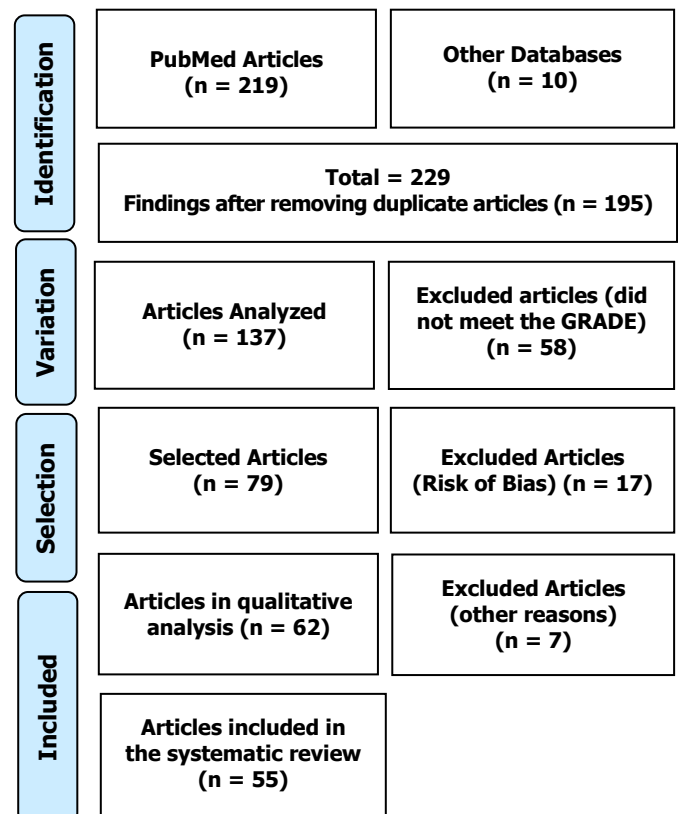 Identification
PubMed Articles
(n = 219)
Other Databases
(n = 10)
Total = 229
Findings after removing duplicate articles (n = 195)
Variation
Articles Analyzed
(n = 137)
Excluded articles (did
not meet the GRADE)
(n = 58)
Selection
Selected Articles
(n = 79)
Excluded Articles
(Risk of Bias) (n = 17)
Included
Articles in qualitative
analysis (n = 62)
Excluded Articles
(other reasons)
(n = 7)
Articles included in
the systematic review
(n = 55)